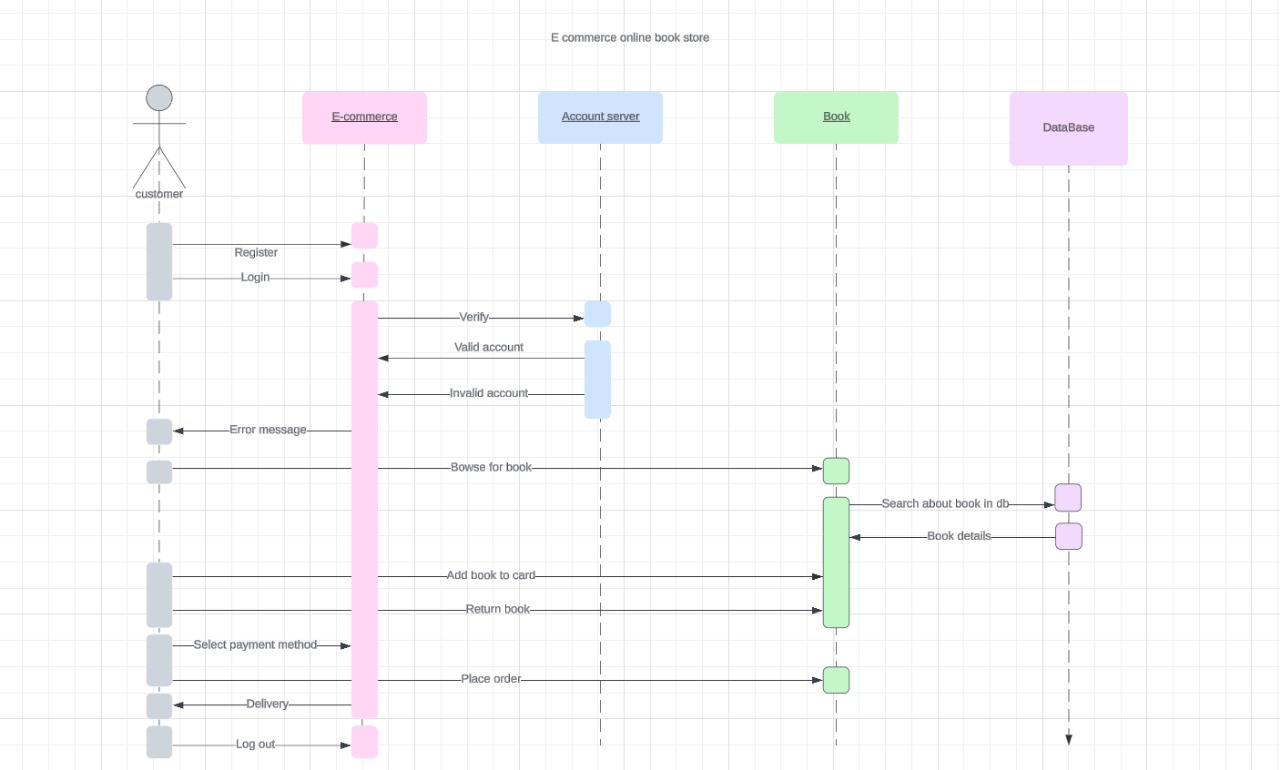 E commerce online book store
E-commerce
Account server
Book
DataBase
customer
Register
Login
Verify
Valid account
Invalid account
Error message
Bowse for book
Search about book in db
Book details
Add book to card
Return book
Select payment method
Place order
Delivery
Log out